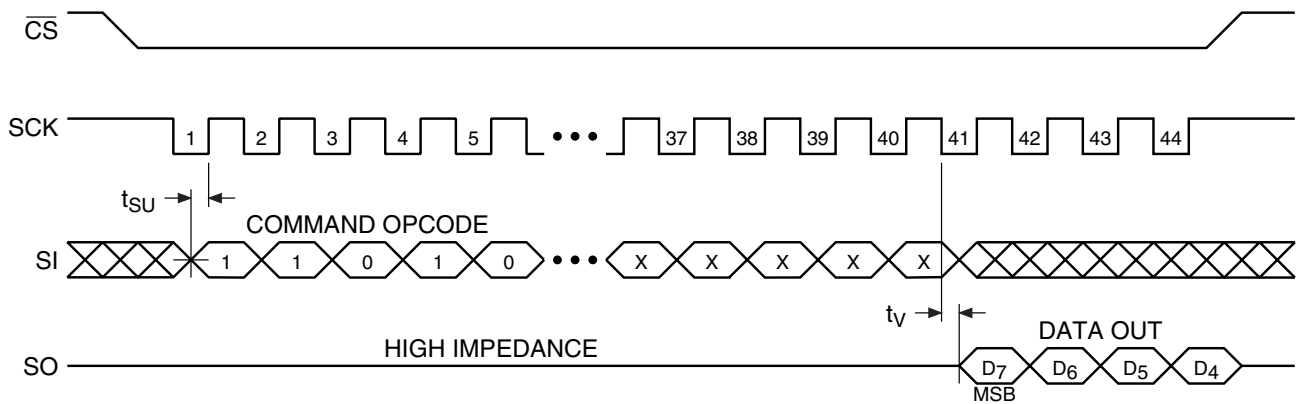 CS
SCK 1 2 3 4 5 ••• 37 38 39 40 41 42 43 44
tSU
COMMAND OPCODE
SI 1 1 0 1 0 ••• X X X X X
tV
DATA OUT
HIGH IMPEDANCE
SO D7 D6 D5 D4
MSB